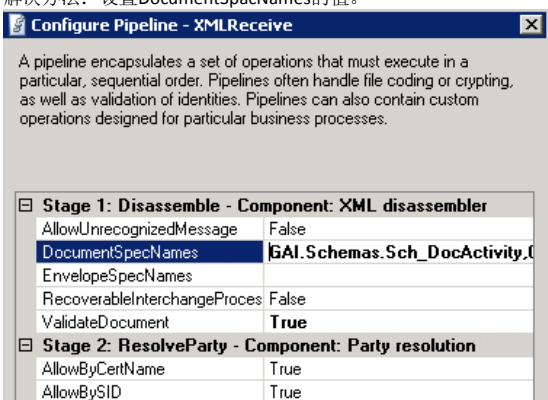 解决方法：设置DocumentSpacNames的值。
Configure Pipeline - XMLReceive
A pipeline encapsulates a set of operations that must execute in a
particular, sequential order. Pipelines often handle file coding or crypting,
as well as validation of identities. Pipelines can also contain custom
operations designed for particular business processes.
Stage 1: Disassemble - Component: XML disassembler
AllowUnrecognizedMessage False
DocumentSpecNames GAI.Schemas.Sch_DocActivity,
EnvelopeSpecNames
RecoverableInterchangeProces False
ValidateDocument True
Stage 2: ResolveParty - Component: Party resolution
AllowByCertName True
AllowBySID True